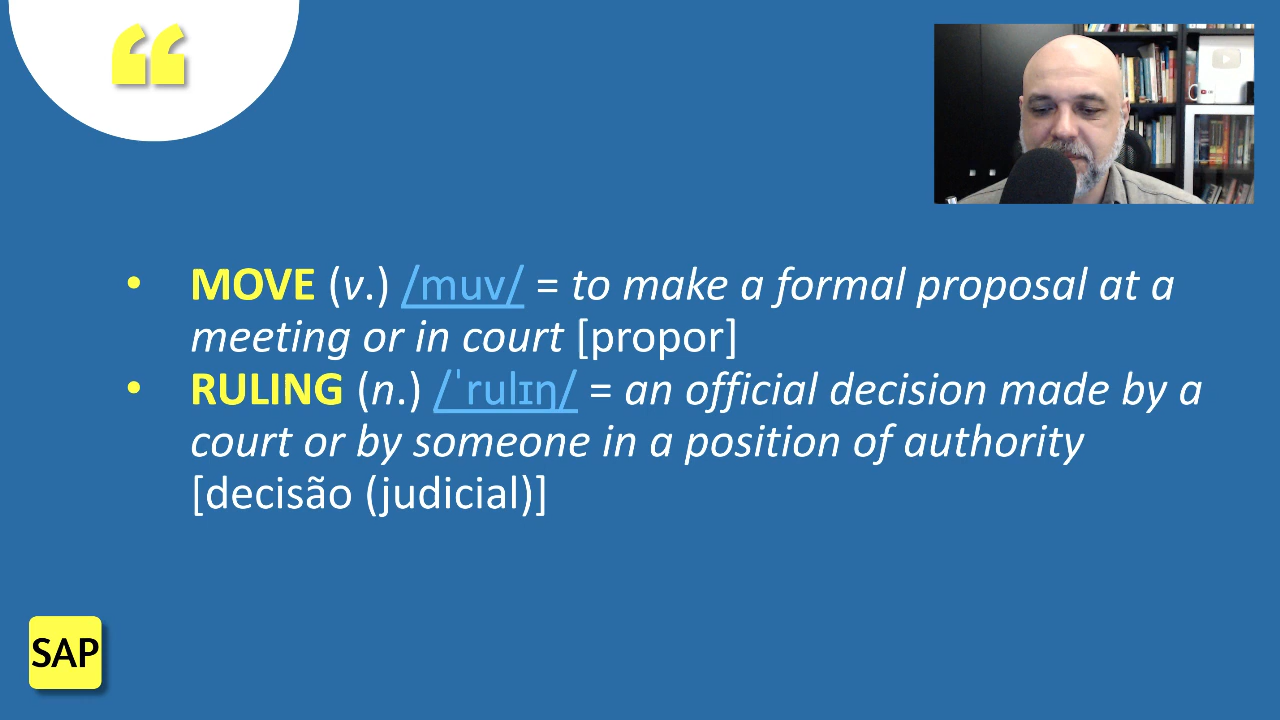 “
• MOVE (v.) /muv/ = to make a formal proposal at a
meeting or in court [propor]
• RULING (n.) /ˈrulɪŋ/ = an official decision made by a
court or by someone in a position of authority
[decisão (judicial)]
SAP